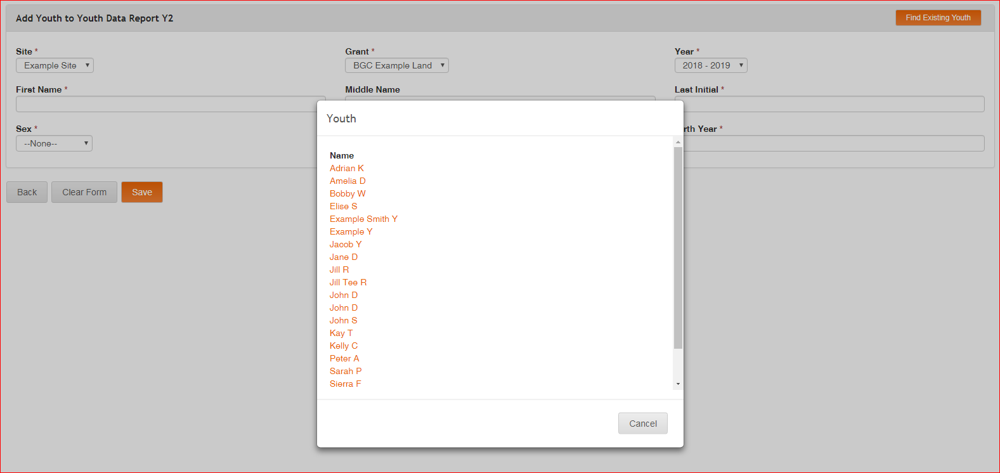 Add Youth to Youth Data Report Y2
Find Existing Youth
Site *
Grant *
Year *
Example Site
BGC Example Land
2018 - 2019
First Name *
Middle Name
Last Initial *
Sex *
rth Year *
--None--
Back
Clear Form
Save
Youth
Name
Adrian K
Amelia D
Bobby W
Elise S
Example Smith Y
Example Y
Jacob Y
Jane D
Jill R
Jill Tee R
John D
John D
John S
Kay T
Kelly C
Peter A
Sarah P
Sierra F
Cancel